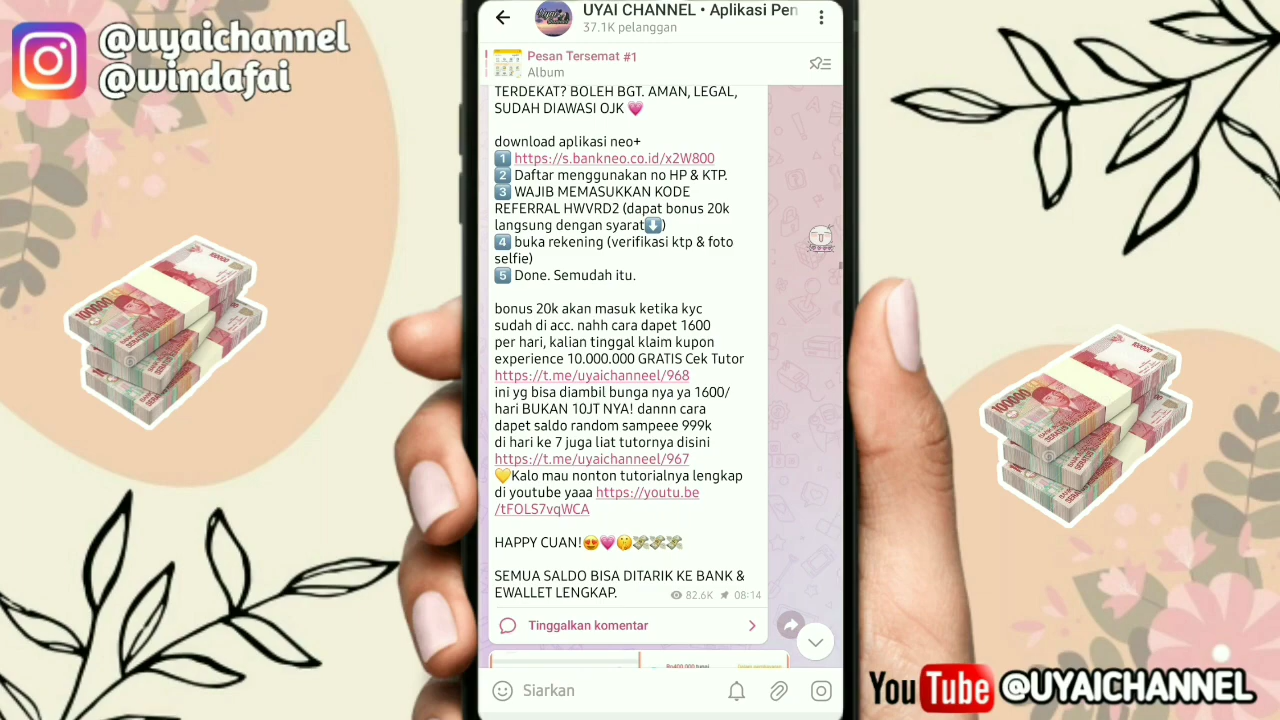 @uyaichannel
@windafai
UYAI CHANNEL • Aplikasi Pen
37.1K pelanggan
Pesan Tersemat #1
Album
TERDEKAT? BOLEH BGT. AMAN, LEGAL,
SUDAH DIAWASI OJK 💗
download aplikasi neo+
1️⃣ https://s.bankneo.co.id/x2W800
2️⃣ Daftar menggunakan no HP & KTP.
3️⃣ WAJIB MEMASUKKAN KODE
REFERRAL HWVRD2 (dapat bonus 20k
langsung dengan syarat⬇️)
4️⃣ buka rekening (verifikasi ktp & foto
selfie)
5️⃣ Done. Semudah itu.
bonus 20k akan masuk ketika kyc
sudah di acc. nahh cara dapet 1600
per hari, kalian tinggal klaim kupon
experience 10.000.000 GRATIS Cek Tutor
https://t.me/uyaichanneel/968
ini yg bisa diambil bunga nya ya 1600/
hari BUKAN 10JT NYA! dannn cara
dapet saldo random sampeee 999k
di hari ke 7 juga liat tutornya disini
https://t.me/uyaichanneel/967
💛Kalo mau nonton tutorialnya lengkap
di youtube yaaa https://youtu.be
/tFOLS7vqWCA
HAPPY CUAN!😍💗🤫💸💸💸
SEMUA SALDO BISA DITARIK KE BANK &
EWALLET LENGKAP.
82.6K 08:14
Tinggalkan komentar
Siarkan
YouTube @UYAICHANNEL
100000
100000
100000
100000